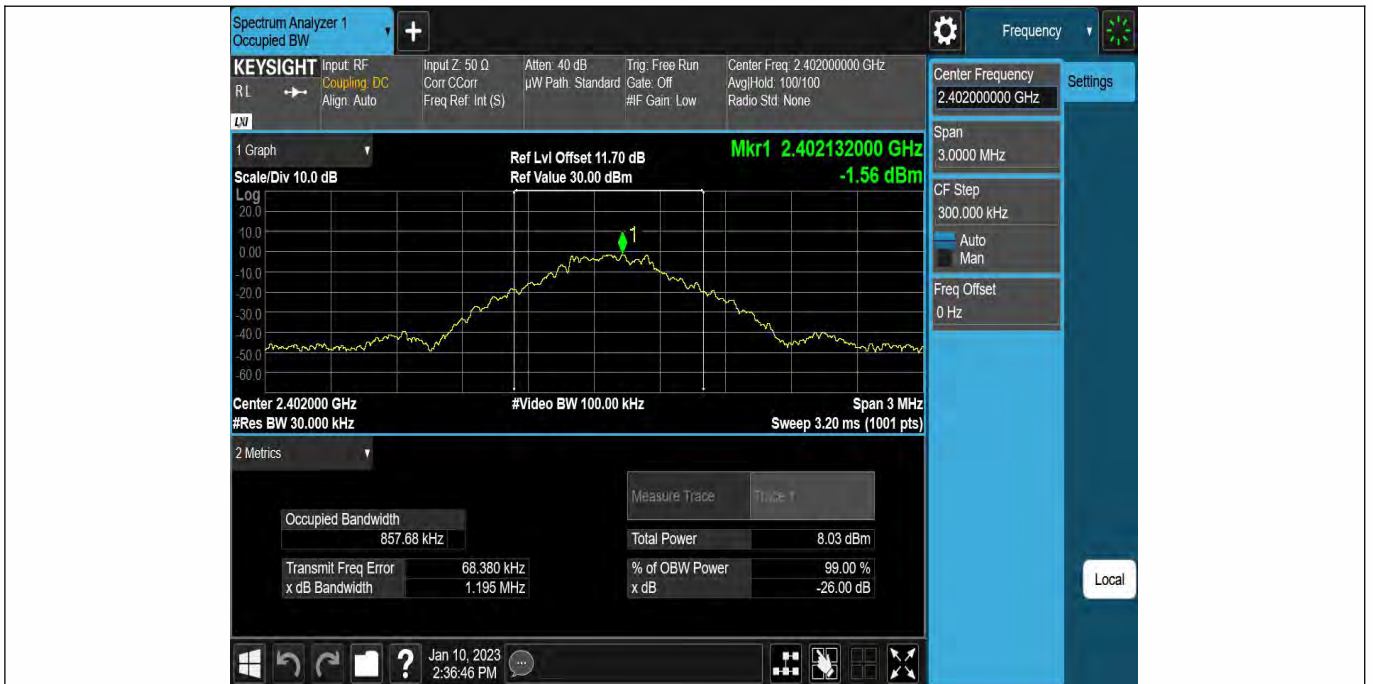 Spectrum Analyzer 1
Occupied BW
+
Frequency
KEYSIGHT
R L
LXI
Input: RF
Coupling: DC
Align: Auto
Input Z: 50 Ω
Corr CCorr
Freq Ref: Int (S)
Atten: 40 dB
µW Path: Standard
Trig: Free Run
Gate: Off
#IF Gain: Low
Center Freq: 2.402000000 GHz
Avg|Hold: 100/100
Radio Std: None
Center Frequency
2.402000000 GHz
Settings
Span
3.0000 MHz
CF Step
300.000 kHz
Auto
Man
Freq Offset
0 Hz
Local
1 Graph
Scale/Div 10.0 dB
Ref Lvl Offset 11.70 dB
Ref Value 30.00 dBm
Mkr1 2.402132000 GHz
-1.56 dBm
Log
20.0
10.0
0.00
-10.0
-20.0
-30.0
-40.0
-50.0
-60.0
1
Center 2.402000 GHz
#Video BW 100.00 kHz
Span 3 MHz
#Res BW 30.000 kHz
Sweep 3.20 ms (1001 pts)
2 Metrics
Measure Trace
Trace 1
Occupied Bandwidth
857.68 kHz
Total Power
8.03 dBm
Transmit Freq Error
68.380 kHz
% of OBW Power
99.00 %
x dB Bandwidth
1.195 MHz
x dB
-26.00 dB
?
Jan 10, 2023
2:36:46 PM